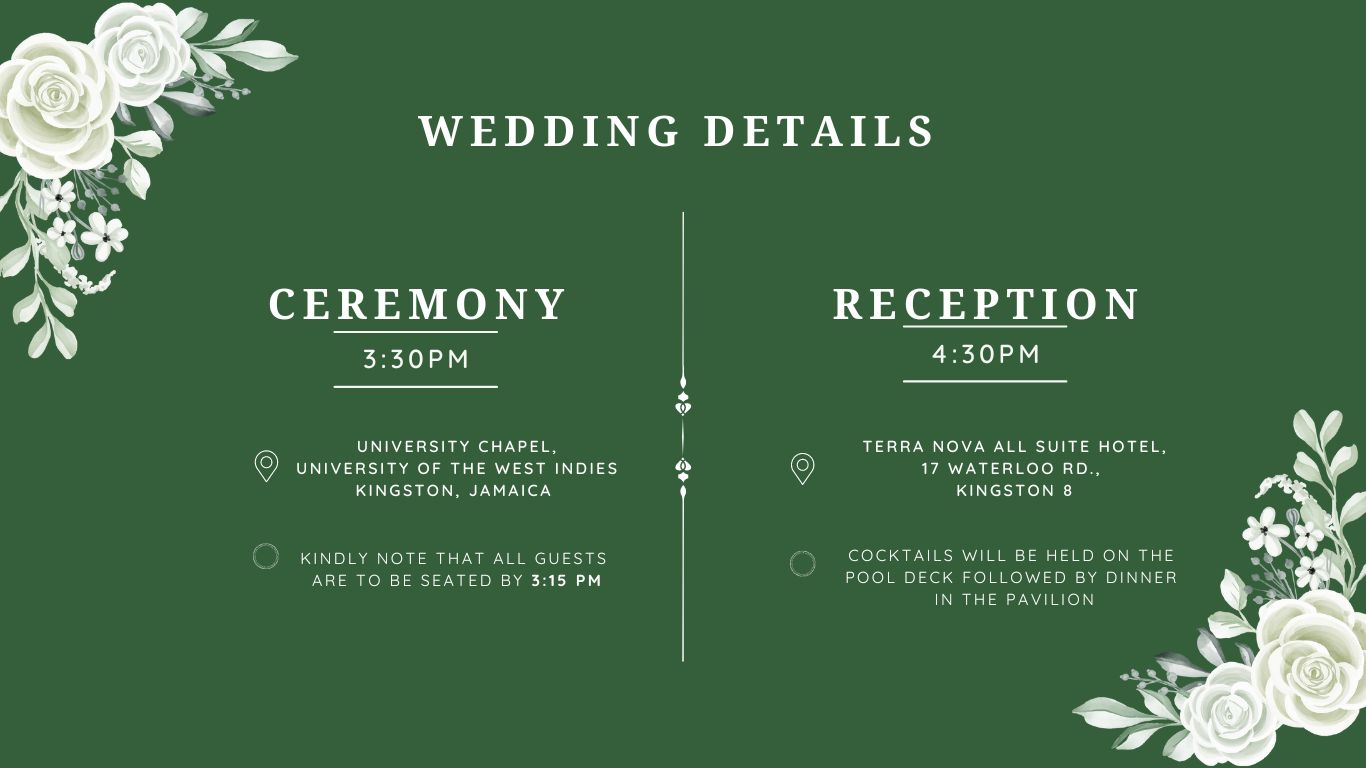 WEDDING DETAILS
CEREMONY
3:30PM
UNIVERSITY CHAPEL,
UNIVERSITY OF THE WEST INDIES
KINGSTON, JAMAICA
KINDLY NOTE THAT ALL GUESTS
ARE TO BE SEATED BY 3:15 PM
RECEPTION
4:30PM
TERRA NOVA ALL SUITE HOTEL,
17 WATERLOO RD.,
KINGSTON 8
COCKTAILS WILL BE HELD ON THE
POOL DECK FOLLOWED BY DINNER
IN THE PAVILION